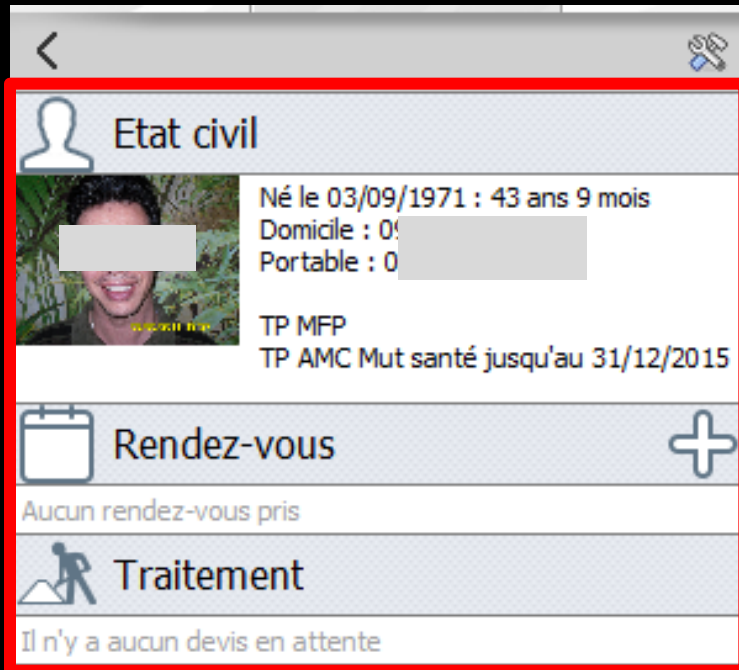 Etat civil
Né le 03/09/1971 : 43 ans 9 mois
Domicile : 09
Portable : 0
TP MFP
TP AMC Mut santé jusqu'au 31/12/2015
Rendez-vous
Aucun rendez-vous pris
Traitement
Il n'y a aucun devis en attente